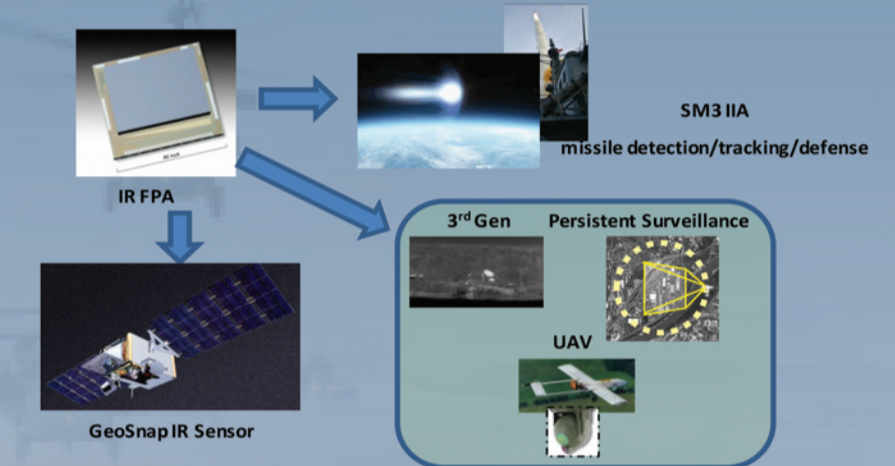 SM3 IIA
missile detection/tracking/defense
IR FPA
3rd Gen
Persistent Surveillance
UAV
GeoSnap IR Sensor